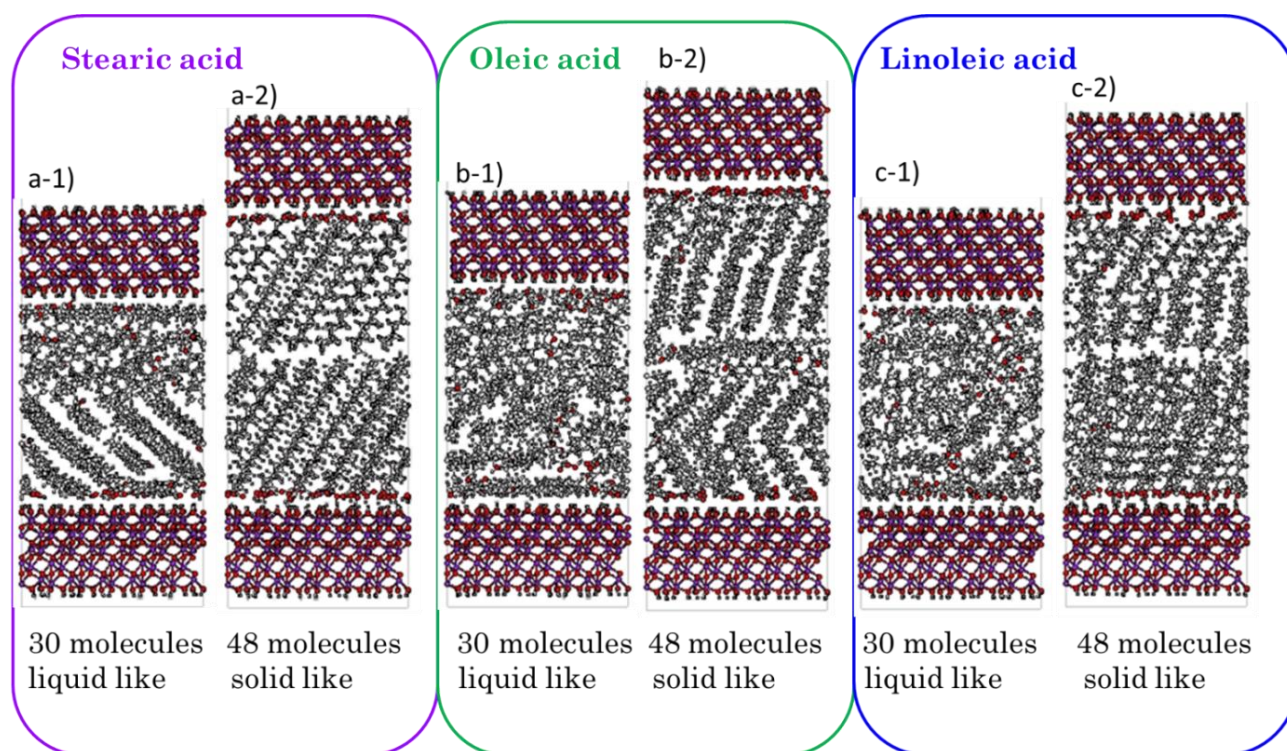 Stearic acid
a-1)
a-2)
30 molecules
liquid like
48 molecules
solid like
Oleic acid
b-1)
b-2)
30 molecules
liquid like
48 molecules
solid like
Linoleic acid
c-1)
c-2)
30 molecules
liquid like
48 molecules
solid like